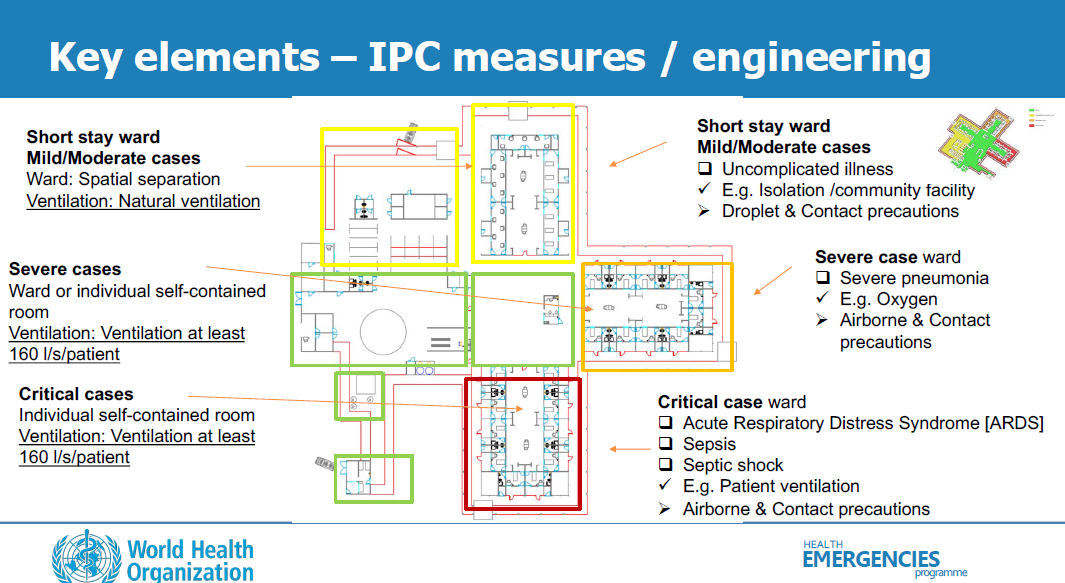 Key elements – IPC measures / engineering
Short stay ward
Mild/Moderate cases
Ward: Spatial separation
Ventilation: Natural ventilation
Severe cases
Ward or individual self-contained
room
Ventilation: Ventilation at least
160 l/s/patient
Critical cases
Individual self-contained room
Ventilation: Ventilation at least
160 l/s/patient
Short stay ward
Mild/Moderate cases
❑ Uncomplicated illness
✓ E.g. Isolation /community facility
➢ Droplet & Contact precautions
Severe case ward
❑ Severe pneumonia
✓ E.g. Oxygen
➢ Airborne & Contact
precautions
Critical case ward
❑ Acute Respiratory Distress Syndrome [ARDS]
❑ Sepsis
❑ Septic shock
✓ E.g. Patient ventilation
➢ Airborne & Contact precautions
World Health
Organization
HEALTH
EMERGENCIES
programme